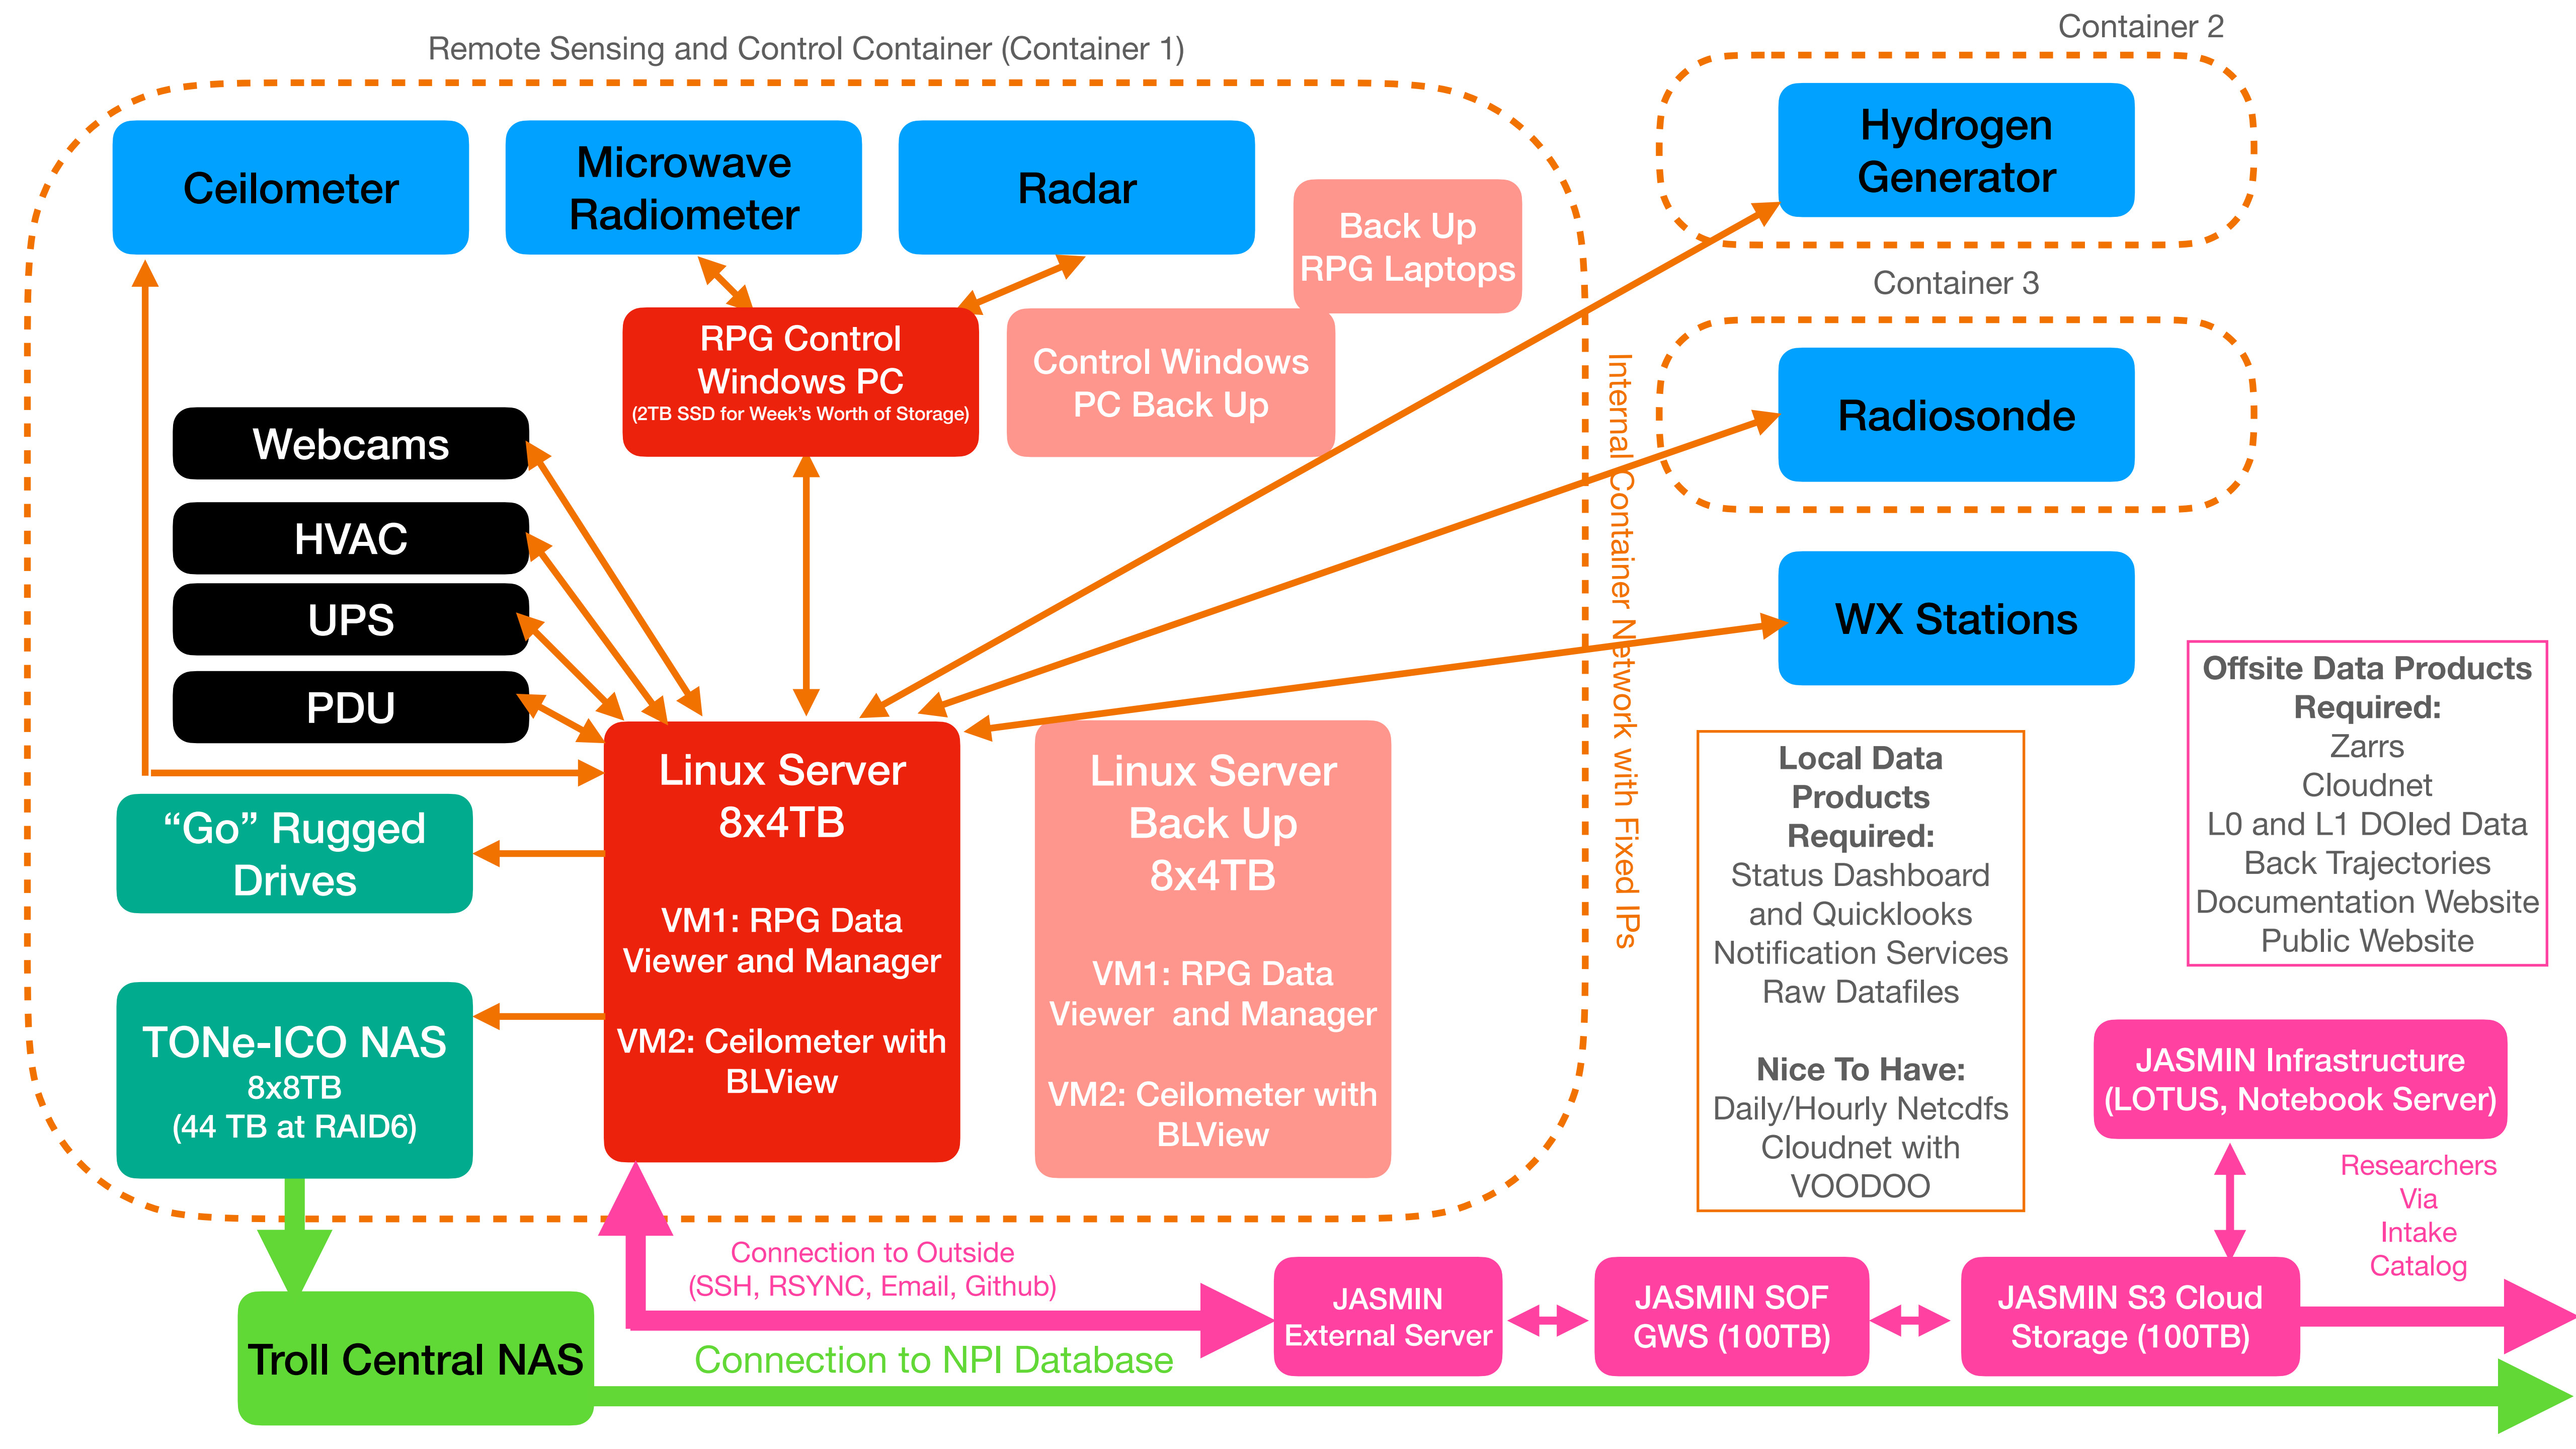 Remote Sensing and Control Container (Container 1)
Container 2
Ceilometer
Microwave
Radiometer
Radar
Hydrogen
Generator
Back Up
RPG Laptops
Container 3
RPG Control
Windows PC
(2TB SSD for Week's Worth of Storage)
Control Windows
PC Back Up
Radiosonde
Internal Container Network with Fixed IPs
Webcams
HVAC
UPS
PDU
WX Stations
Linux Server
8x4TB
VM1: RPG Data
Viewer and Manager
VM2: Ceilometer with
BLView
Linux Server
Back Up
8x4TB
VM1: RPG Data
Viewer and Manager
VM2: Ceilometer with
BLView
“Go” Rugged
Drives
TONe-ICO NAS
8x8TB
(44 TB at RAID6)
Local Data
Products
Required:
Status Dashboard
and Quicklooks
Notification Services
Raw Datafiles
Nice To Have:
Daily/Hourly Netcdfs
Cloudnet with
VOODOO
Offsite Data Products
Required:
Zarrs
Cloudnet
L0 and L1 DOIed Data
Back Trajectories
Documentation Website
Public Website
JASMIN Infrastructure
(LOTUS, Notebook Server)
Researchers
Via
Intake
Catalog
Connection to Outside
(SSH, RSYNC, Email, Github)
JASMIN
External Server
JASMIN SOF
GWS (100TB)
JASMIN S3 Cloud
Storage (100TB)
Troll Central NAS
Connection to NPI Database